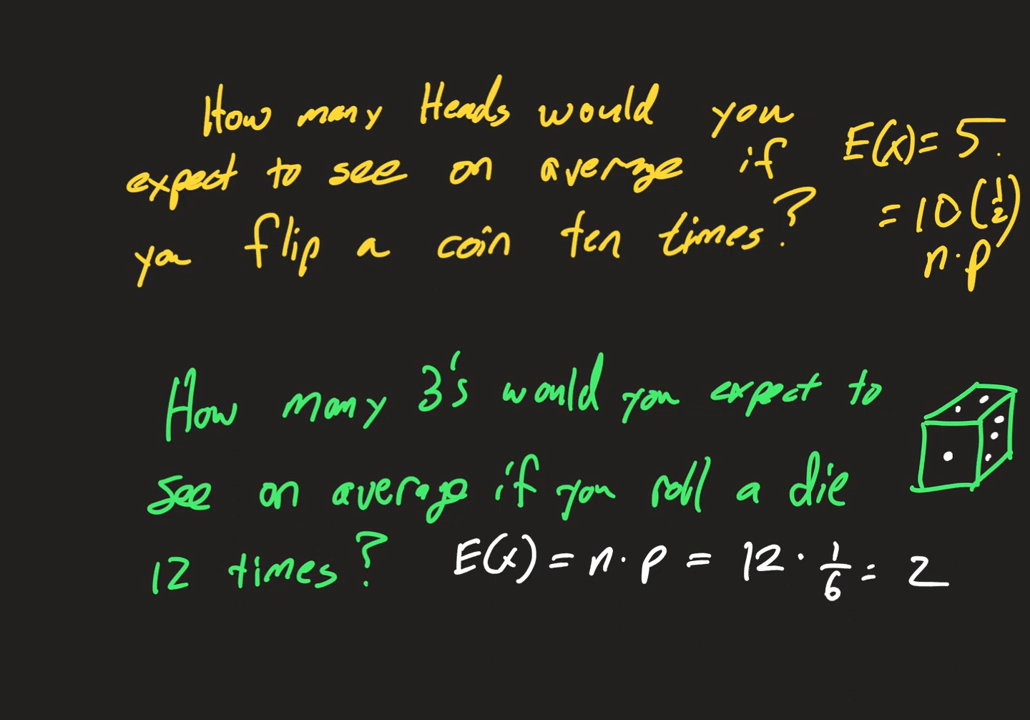 How many Heads would you
expect to see on average if
you flip a coin ten times?
E(x) = 5.
= 10 (1/2)
n·p
How many 3's would you expect to
see on average if you roll a die
12 times?
E(x) = n·p = 12 · 1/6 = 2